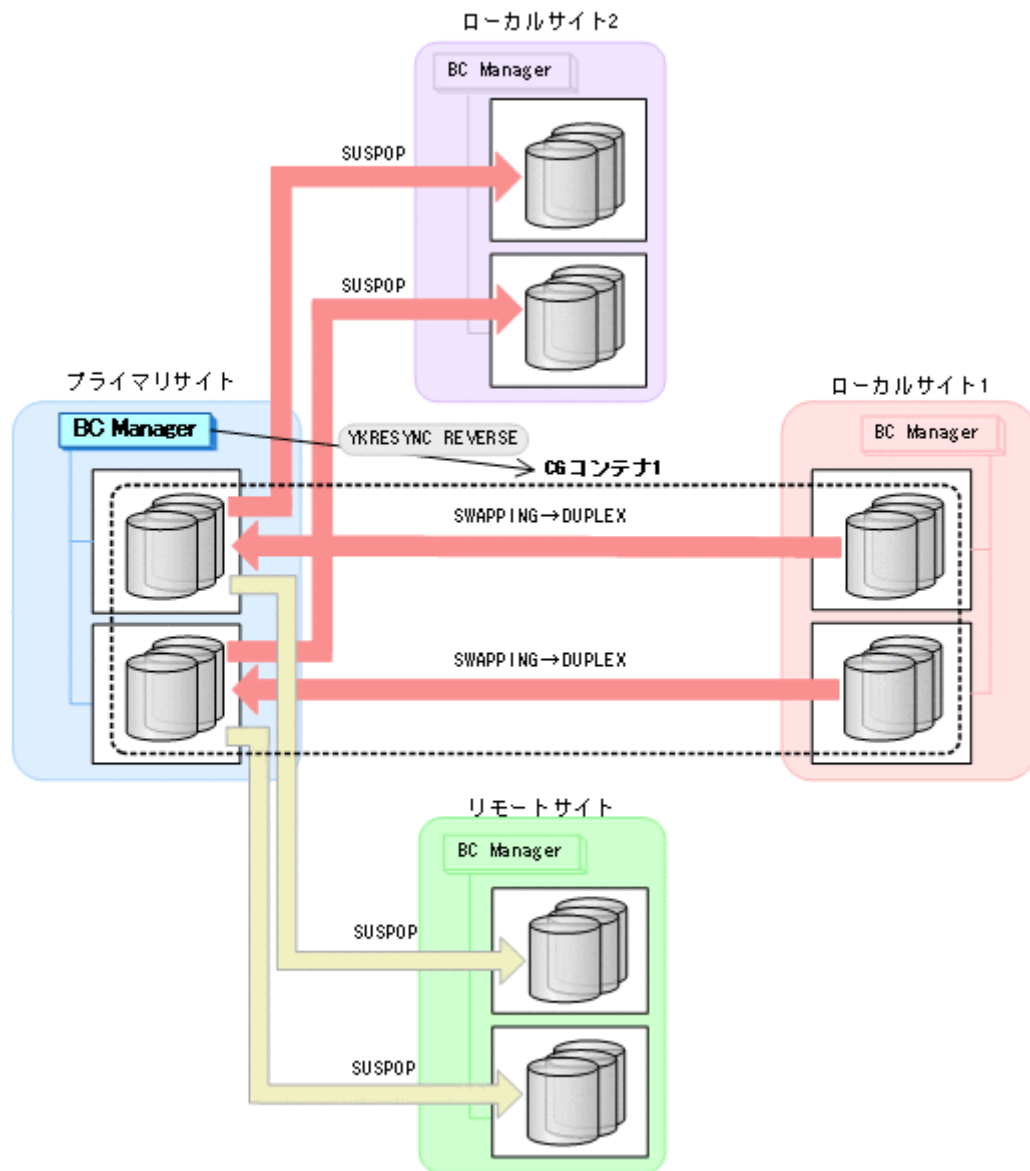 ローカルサイト2
BC Manager
SUSPOP
SUSPOP
プライマリサイト
ローカルサイト1
BC Manager
BC Manager
YKRESYNC REVERSE
CGコンテナ1
SWAPPING→DUPLEX
SWAPPING→DUPLEX
リモートサイト
BC Manager
SUSPOP
SUSPOP